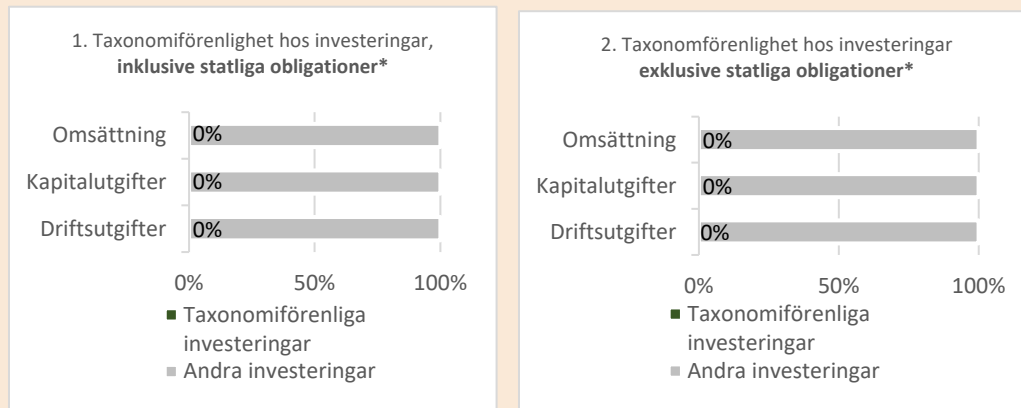 1. Taxonomiförenlighet hos investeringar,
inklusive statliga obligationer*
Omsättning
0%
Kapitalutgifter
0%
Driftsutgifter
0%
0%
50%
100%
Taxonomiförenliga
investeringar
Andra investeringar
2. Taxonomförenlighet hos investeringar
exklusive statliga obligationer*
Omsättning
0%
Kapitalutgifter
0%
Driftsutgifter
0%
0%
50%
100%
Taxonomiförenliga
investeringar
Andra investeringar